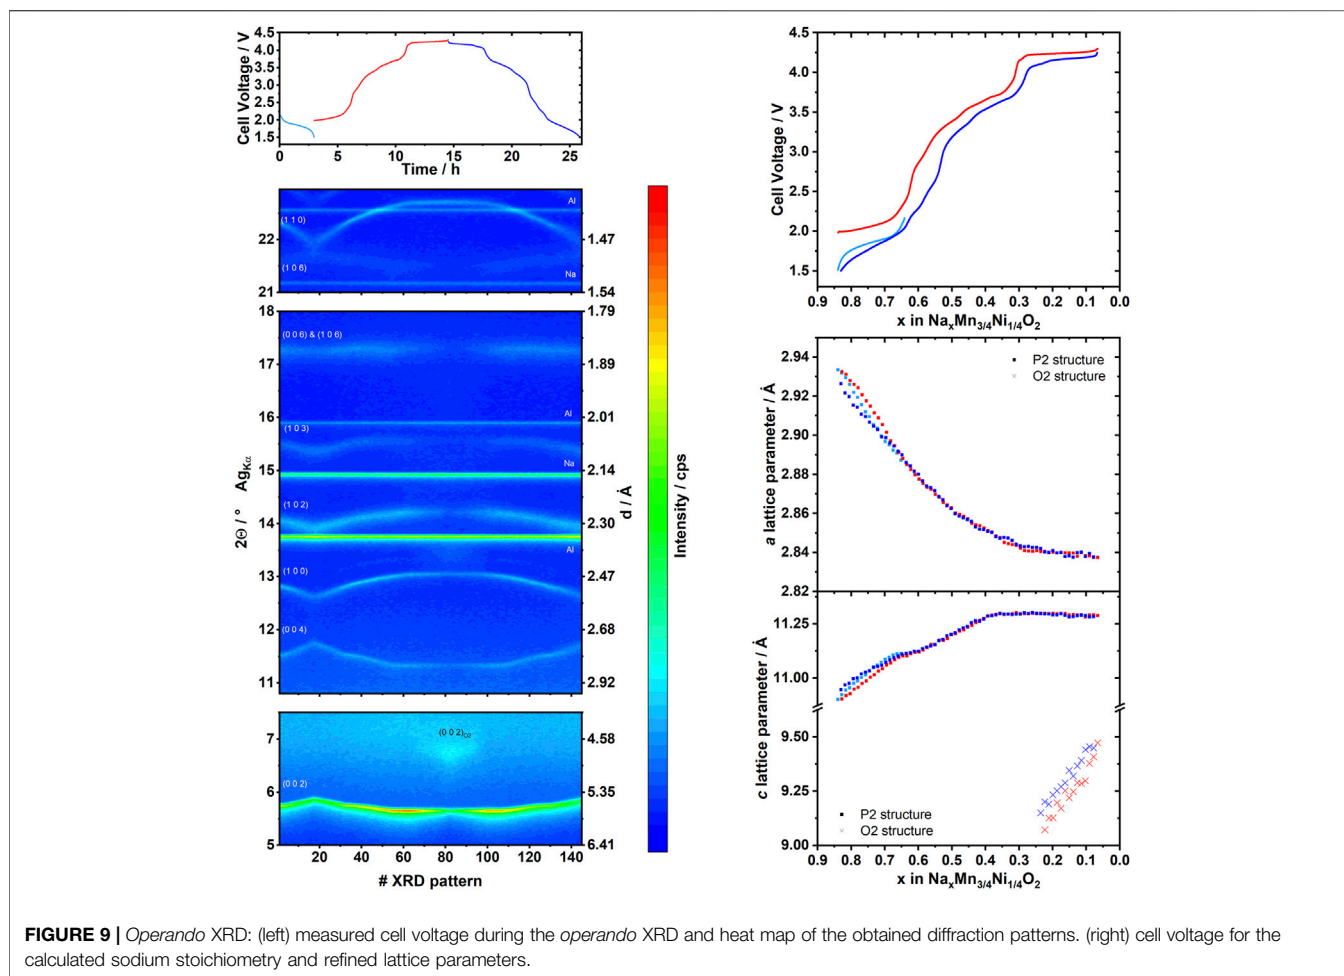 4.5
4.0
3.5
3.0
2.5
2.0
1.5
Cell Voltage / V
0 5 10 15 20 25
Time / h
(1 1 0)
(1 0 6)
Al
Na
22
21
1.47
1.54
18
17
16
15
14
13
12
11
(0 0 6) & (1 0 6)
Al
(1 0 3)
Na
(1 0 2)
Al
(1 0 0)
(0 0 4)
1.79
1.89
2.01
2.14
2.30
2.47
2.68
2.92
2Θ / ° AgKα
d / Å
7
6
5
(0 0 2)O2
(0 0 2)
4.58
5.35
6.41
20 40 60 80 100 120 140
# XRD pattern
Intensity / cps
4.5
4.0
3.5
3.0
2.5
2.0
1.5
Cell Voltage / V
0.9 0.8 0.7 0.6 0.5 0.4 0.3 0.2 0.1 0.0
x in NaxMn3/4Ni1/4O2
2.94
2.92
2.90
2.88
2.86
2.84
2.82
a lattice parameter / Å
P2 structure
O2 structure
11.25
11.00
9.50
9.25
9.00
c lattice parameter / Å
P2 structure
O2 structure
0.9 0.8 0.7 0.6 0.5 0.4 0.3 0.2 0.1 0.0
x in NaxMn3/4Ni1/4O2
FIGURE 9 | Operando XRD: (left) measured cell voltage during the operando XRD and heat map of the obtained diffraction patterns. (right) cell voltage for the
calculated sodium stoichiometry and refined lattice parameters.